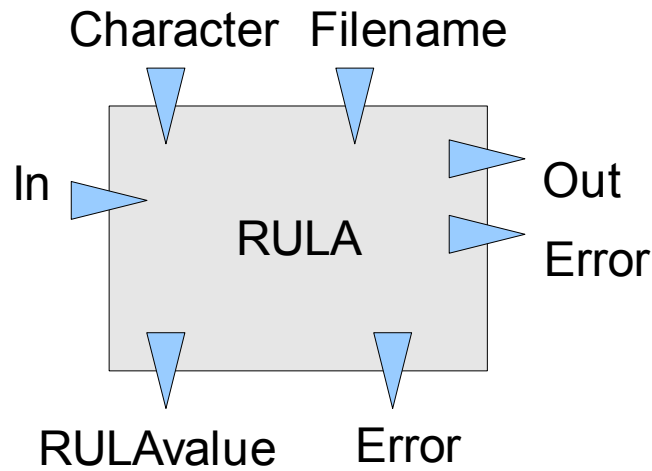 Character Filename
In
Out
RULA
Error
RULAvalue Error